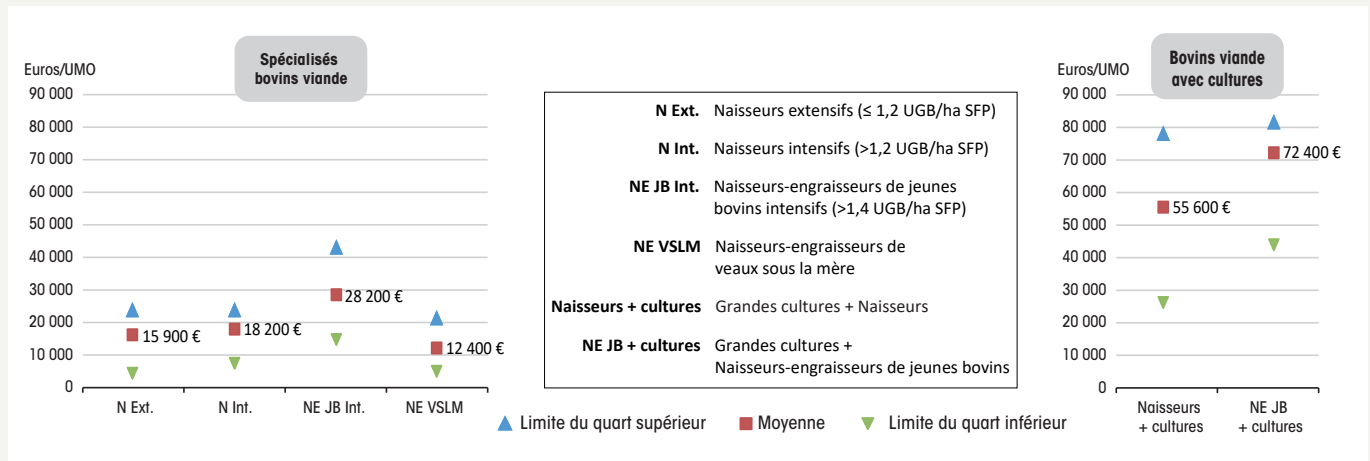 Spécialisés
bovins viande
Euros/UMO
90 000
80 000
70 000
60 000
50 000
40 000
30 000
20 000
10 000
0
15 900 €
18 200 €
28 200 €
12 400 €
N Ext.
N Int.
NE JB Int.
NE VSLM
N Ext. Naisseurs extensifs (≤ 1,2 UGB/ha SFP)
N Int. Naisseurs intensifs (>1,2 UGB/ha SFP)
NE JB Int. Naisseurs-engraisseurs de jeunes
bovins intensifs (>1,4 UGB/ha SFP)
NE VSLM Naisseurs-engraisseurs de
veaux sous la mère
Naisseurs + cultures Grandes cultures + Naisseurs
NE JB + cultures Grandes cultures +
Naisseurs-engraisseurs de jeunes bovins
Bovins viande
avec cultures
Euros/UMO
90 000
80 000
70 000
60 000
50 000
40 000
30 000
20 000
10 000
0
55 600 €
72 400 €
Naisseurs
+ cultures
NE JB
+ cultures
Limite du quart supérieur
Moyenne
Limite du quart inférieur